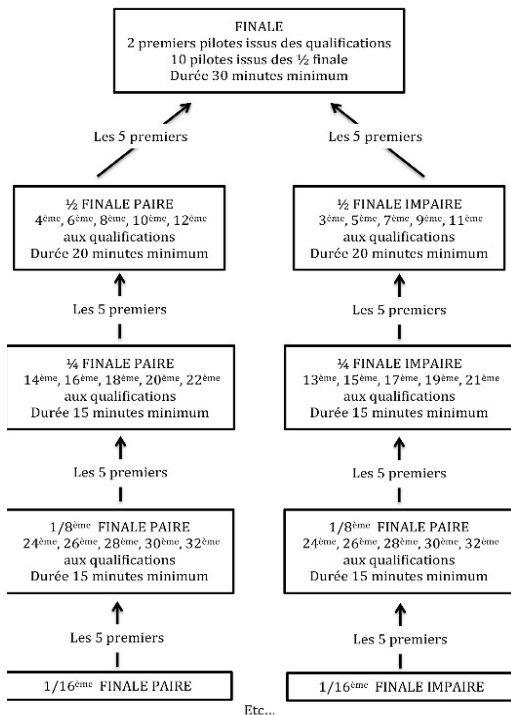 FINALE
2 premiers pilotes issus des qualifications
10 pilotes issus des ½ finale
Durée 30 minutes minimum
Les 5 premiers
Les 5 premiers
½ FINALE PAIRE
4ème, 6ème, 8ème, 10ème, 12ème
aux qualifications
Durée 20 minutes minimum
½ FINALE IMPAIRE
3ème, 5ème, 7ème, 9ème, 11ème
aux qualifications
Durée 20 minutes minimum
Les 5 premiers
Les 5 premiers
¼ FINALE PAIRE
14ème, 16ème, 18ème, 20ème, 22ème
aux qualifications
Durée 15 minutes minimum
¼ FINALE IMPAIRE
13ème, 15ème, 17ème, 19ème, 21ème
aux qualifications
Durée 15 minutes minimum
Les 5 premiers
Les 5 premiers
1/8ème FINALE PAIRE
24ème, 26ème, 28ème, 30ème, 32ème
aux qualifications
Durée 15 minutes minimum
1/8ème FINALE PAIRE
24ème, 26ème, 28ème, 30ème, 32ème
aux qualifications
Durée 15 minutes minimum
Les 5 premiers
Les 5 premiers
1/16ème FINALE PAIRE
1/16ème FINALE IMPAIRE
Etc...